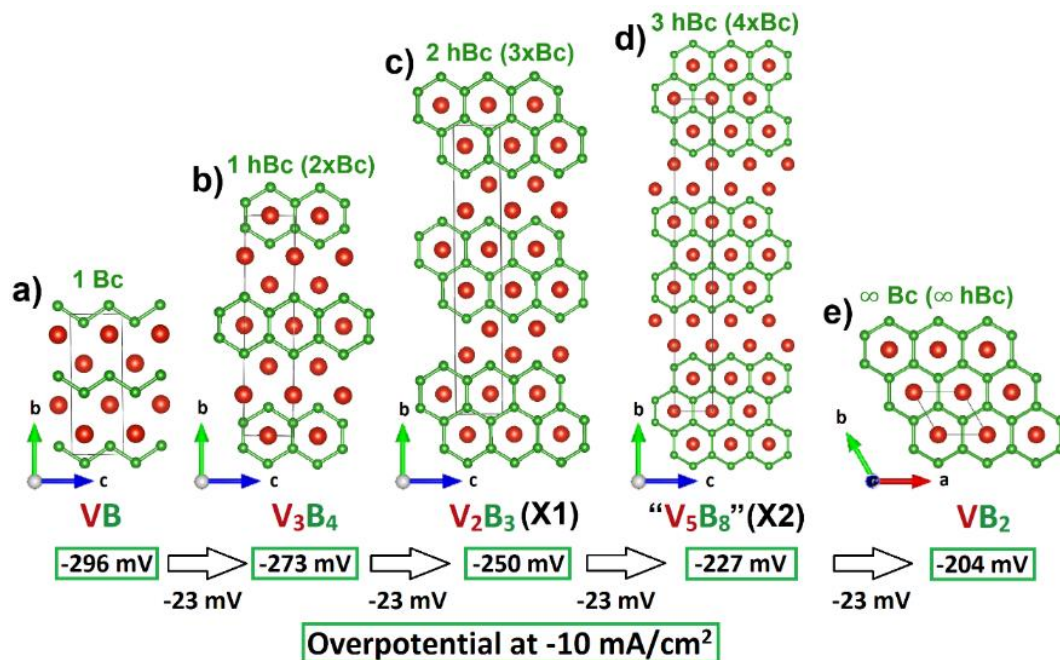 a)
1 Bc
b)
1 hBc (2xBc)
c)
2 hBc (3xBc)
d)
3 hBc (4xBc)
e)
∞ Bc (∞ hBc)
b
c
b
c
b
c
b
c
b
a
c
VB
V₃B₄
V₂B₃ (X1)
“V₅B₈” (X2)
VB₂
-296 mV
-273 mV
-250 mV
-227 mV
-204 mV
-23 mV
-23 mV
-23 mV
-23 mV
Overpotential at -10 mA/cm²